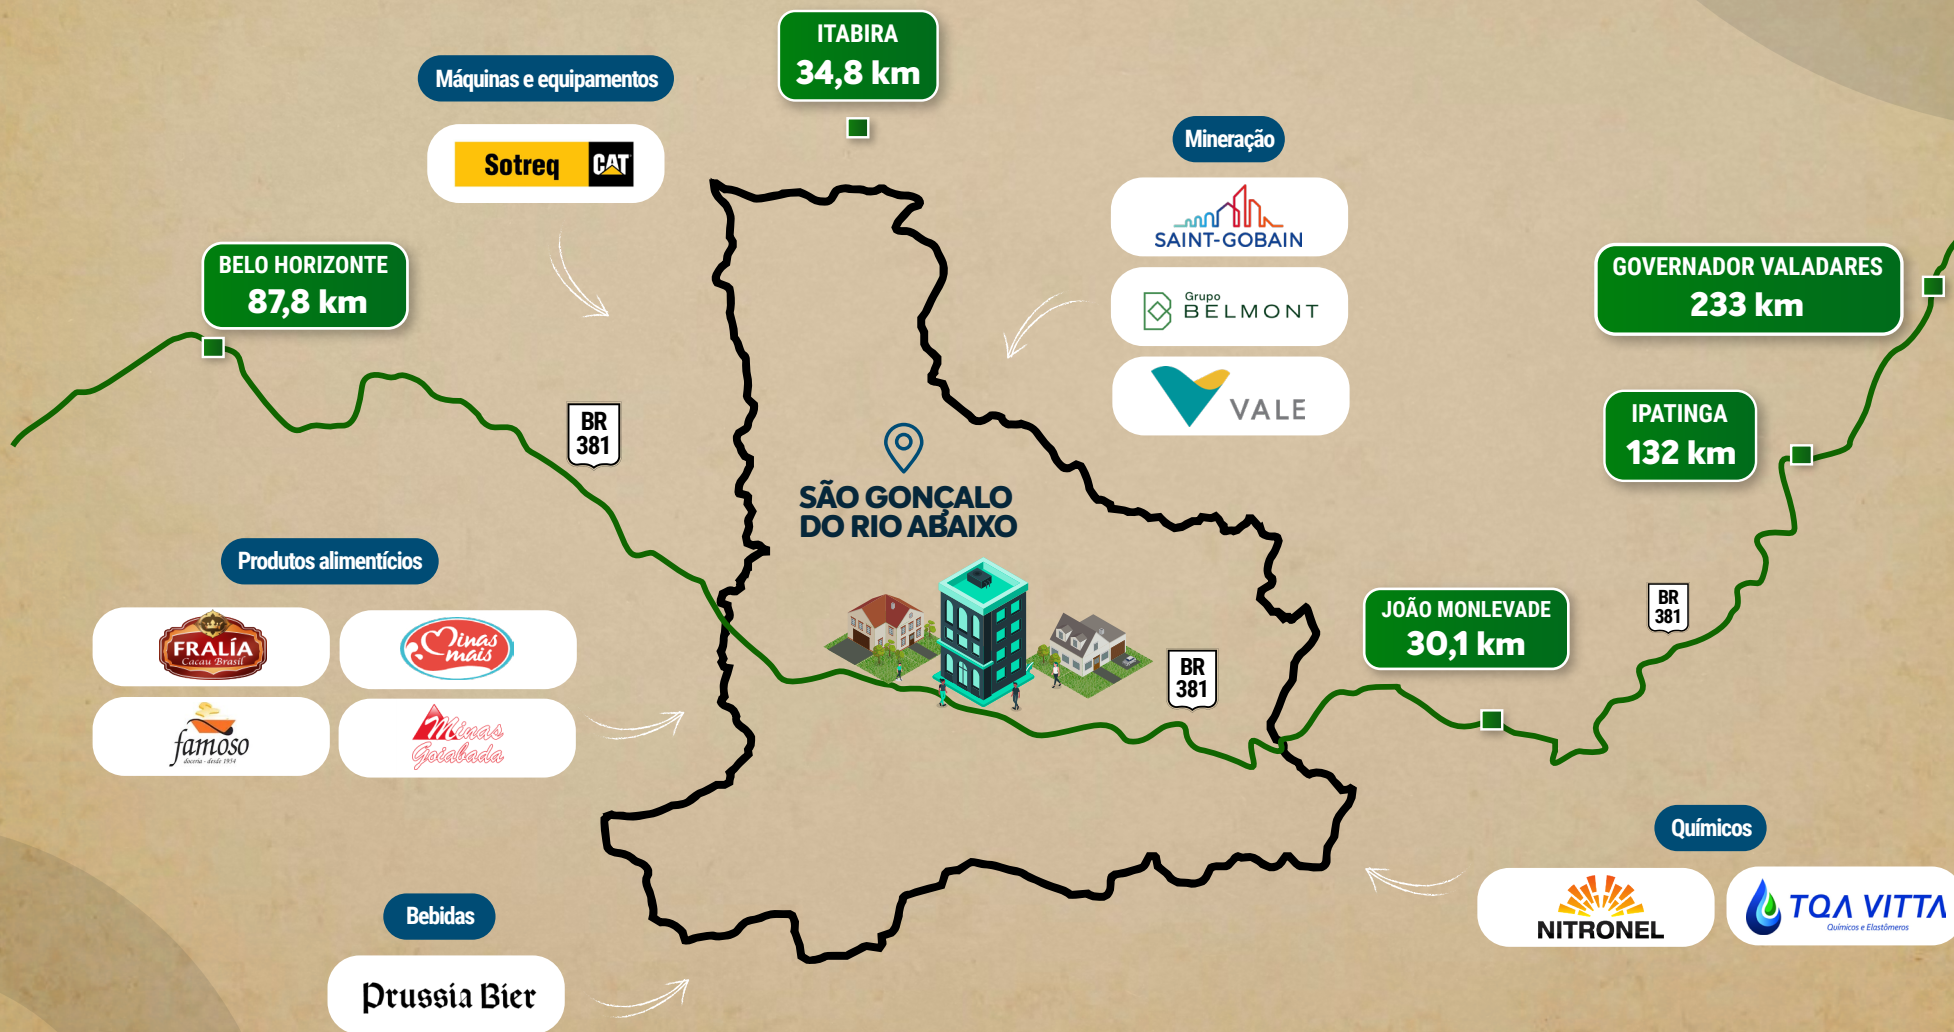 ITABIRA
34,8 km
Máquinas e equipamentos
Sotreq CAT
Mineração
SAINT-GOBAIN
Grupo
BELMONT
VALE
BELO HORIZONTE
87,8 km
GOVERNADOR VALADARES
233 km
BR
381
IPATINGA
132 km
SÃO GONÇALO
DO RIO ABAIXO
Produtos alimentícios
FRALÍA
Cacau Brasil
Minas
mais
famoso
doceria - desde 1954
Minas
Goiabada
JOÃO MONLEVADE
30,1 km
BR
381
BR
381
Químicos
NITRONEL
TQA VITTA
Químicos e Elastômeros
Bebidas
Prussia Bier